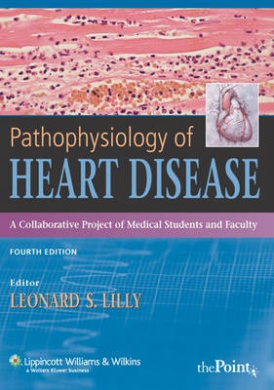 Pathophysiology of
HEART DISEASE
A Collaborative Project of Medical Students and Faculty
FOURTH EDITION
Editor
LEONARD S. LILLY
Lippincott Williams & Wilkins
a Wolters Kluwer business
thePoint